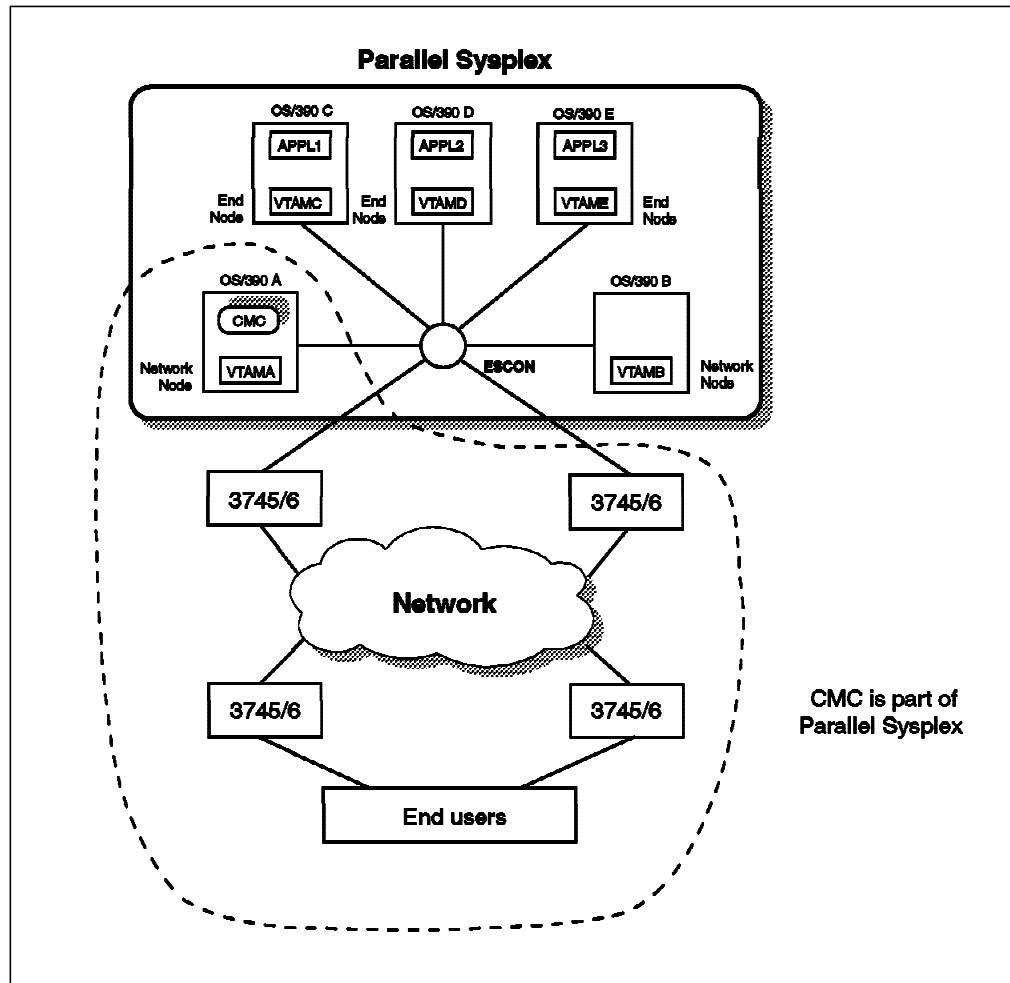 Parallel Sysplex
OS/390 C
OS/390 D
OS/390 E
APPL1
APPL2
APPL3
End
Node
VTAMC
End
Node
VTAMD
VTAME
End
Node
OS/390 A
OS/390 B
CMC
Network
Node
VTAMA
ESCON
VTAMB
Network
Node
3745/6
3745/6
Network
3745/6
3745/6
CMC is part of
Parallel Sysplex
End users